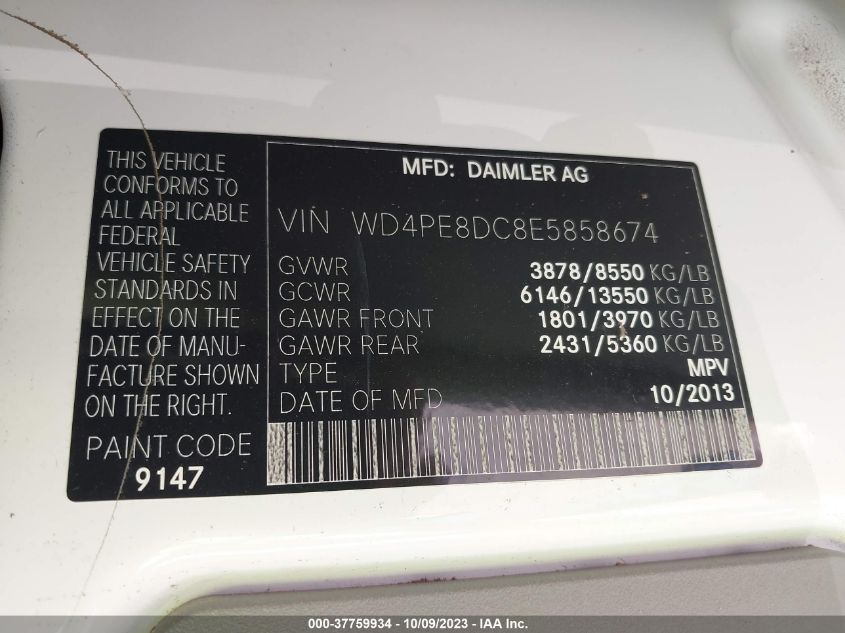 THIS VEHICLE
CONFORMS TO
ALL APPLICABLE
FEDERAL
VEHICLE SAFETY
STANDARDS IN
EFFECT ON THE
DATE OF MANU-
FACTURE SHOWN
ON THE RIGHT.
PAINT CODE
9147
MFD: DAIMLER AG
VIN WD4PE8DC8E5858674
GVWR 3878/8550 KG/LB
GCWR 6146/13550 KG/LB
GAWR FRONT 1801/3970 KG/LB
GAWR REAR 2431/5360 KG/LB
TYPE MPV
DATE OF MFD 10/2013
000-37759934 - 10/09/2023 - IAA Inc.